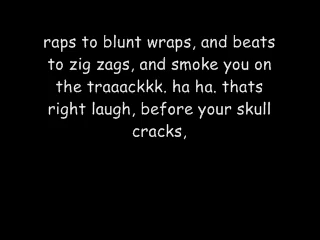 raps to blunt wraps, and beats
to zig zags, and smoke you on
the traaackkk. ha ha. thats
right laugh, before your skull
cracks,